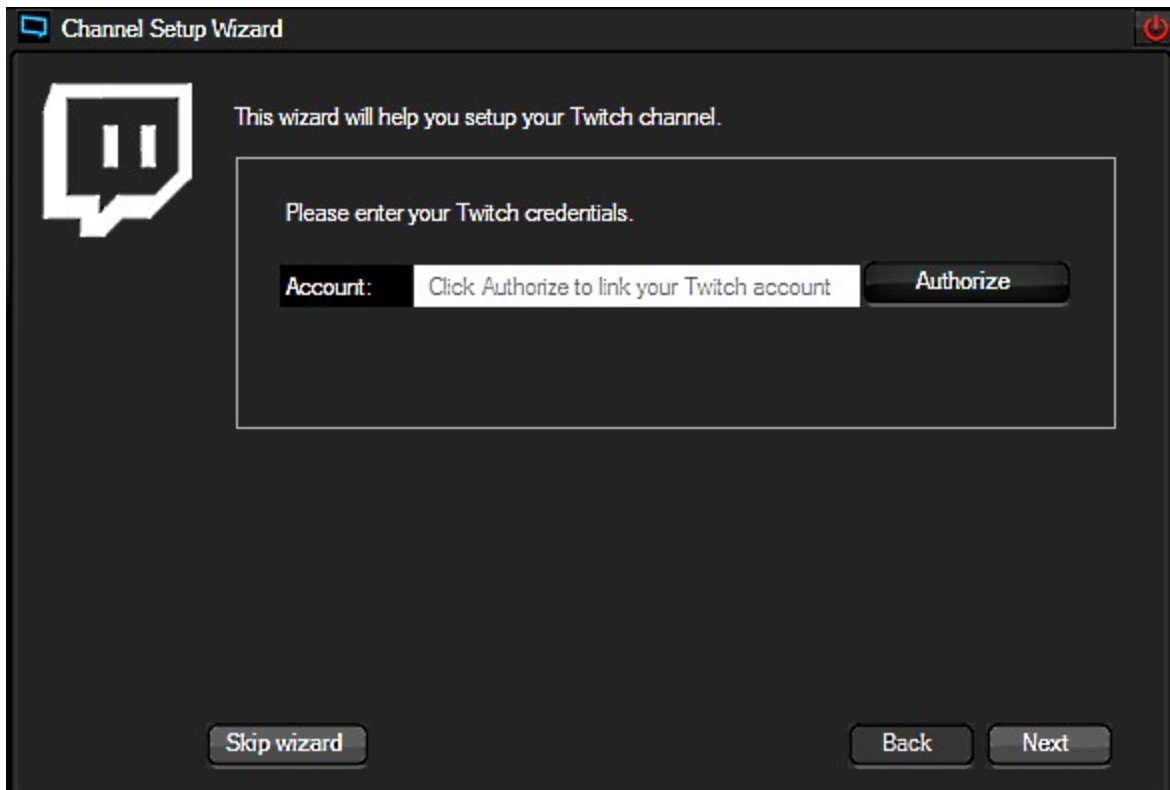 Channel Setup Wizard
This wizard will help you setup your Twitch channel.
Please enter your Twitch credentials.
Account: Click Authorize to link your Twitch account Authorize
Skip wizard Back Next